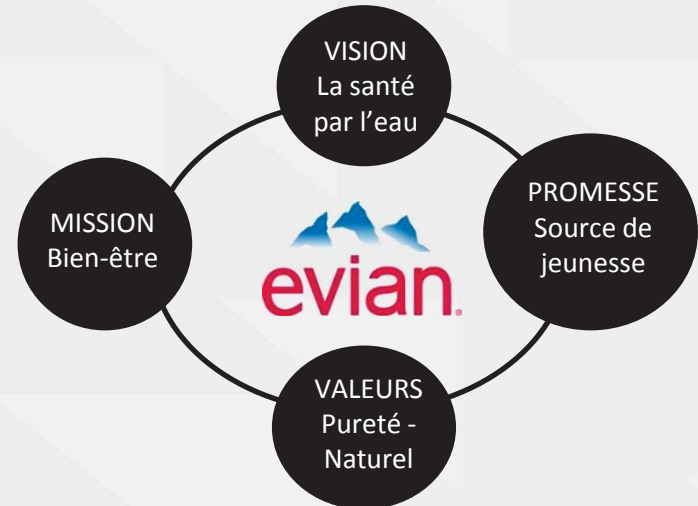 VISION
La santé
par l’eau
PROMESSE
Source de
jeunesse
MISSION
Bien-être
evian®
VALEURS
Pureté -
Naturel